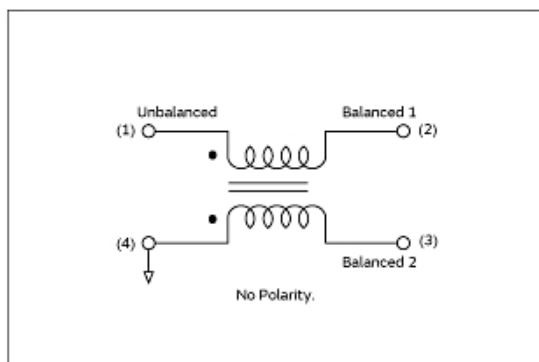 Unbalanced
Balanced 1
(1)
(2)
(4)
(3)
Balanced 2
No Polarity.